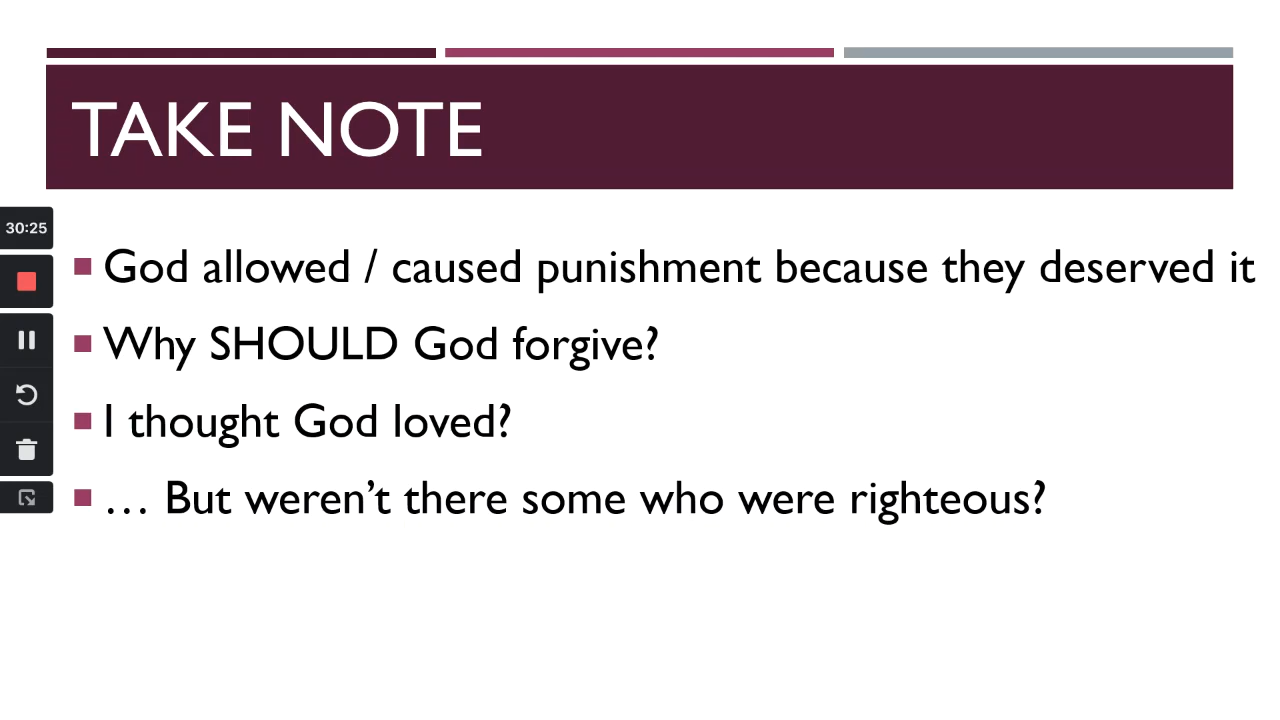 TAKE NOTE
30:25
God allowed / caused punishment because they deserved it
Why SHOULD God forgive?
I thought God loved?
… But weren’t there some who were righteous?